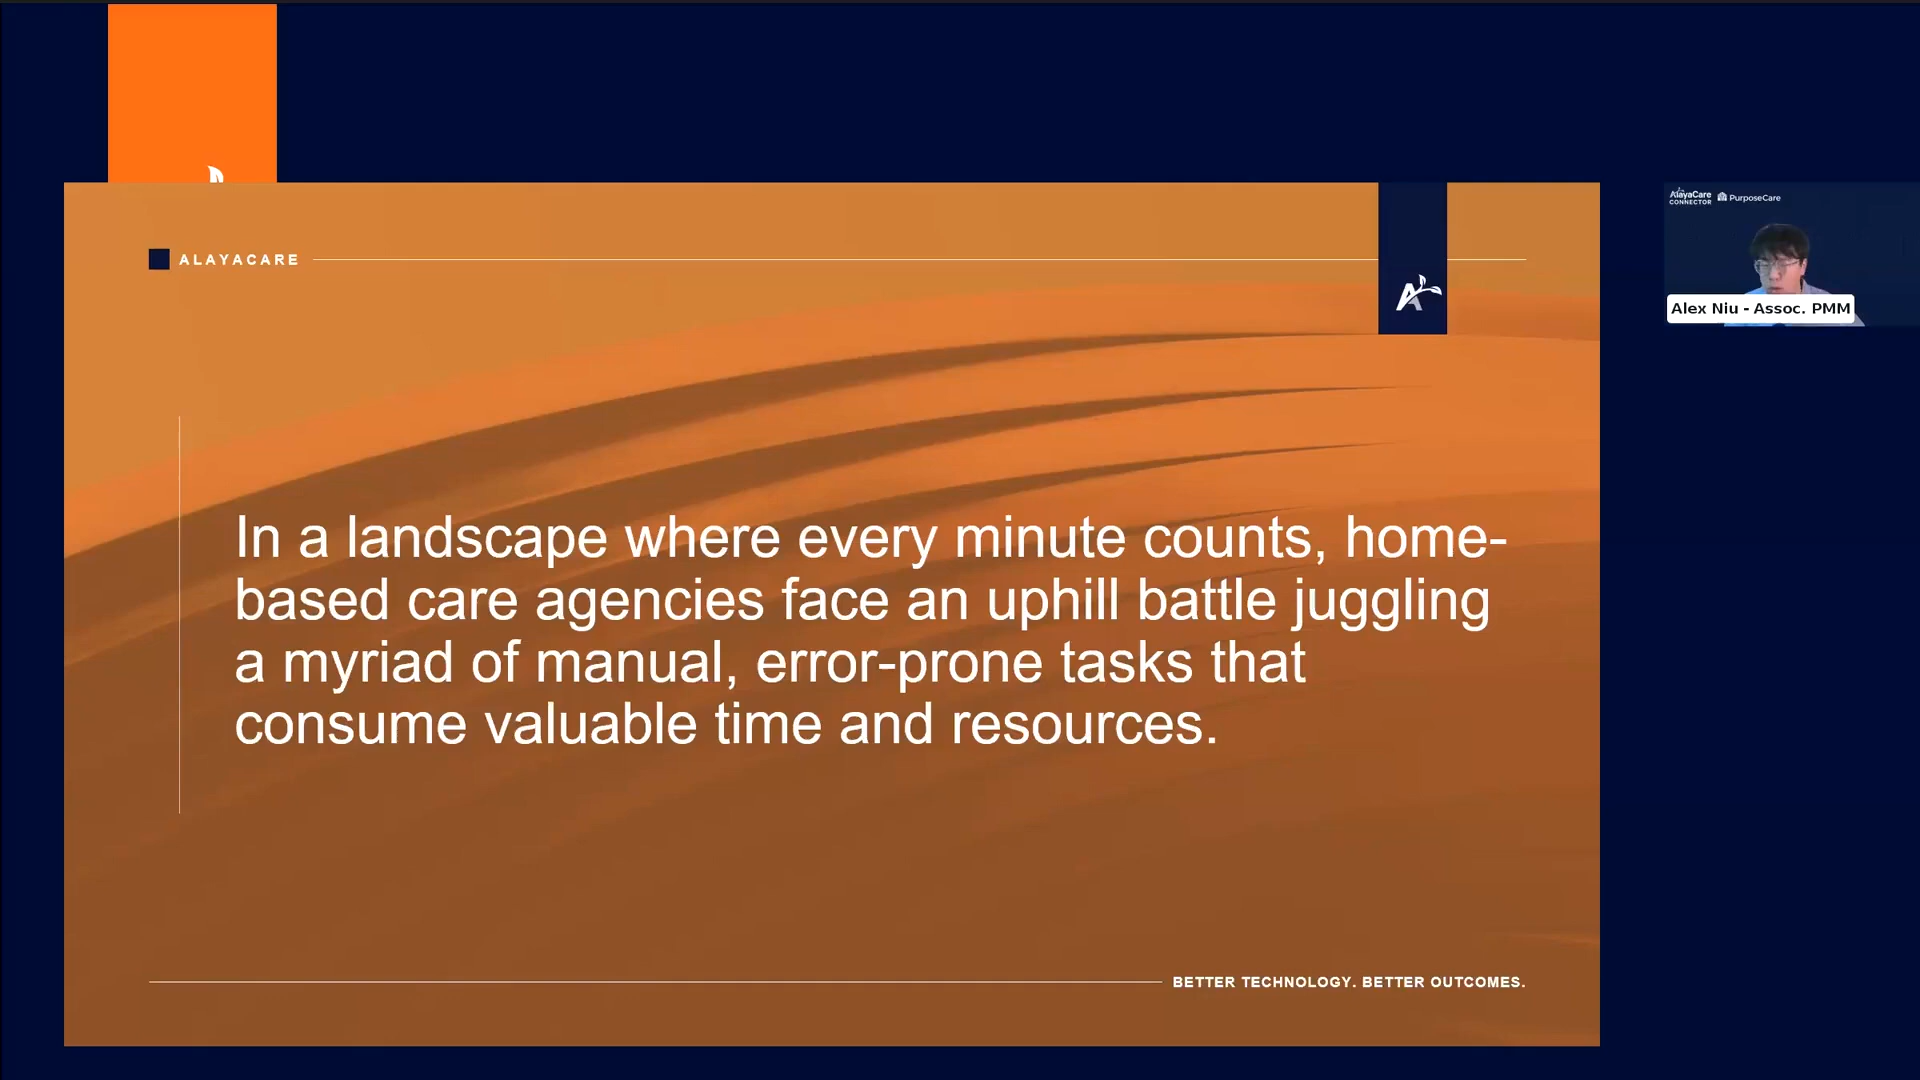 ALAYACARE
In a landscape where every minute counts, home-
based care agencies face an uphill battle juggling
a myriad of manual, error-prone tasks that
consume valuable time and resources.
BETTER TECHNOLOGY. BETTER OUTCOMES.
AlayaCare
CONNECTOR
PurposeCare
Alex Niu - Assoc. PMM